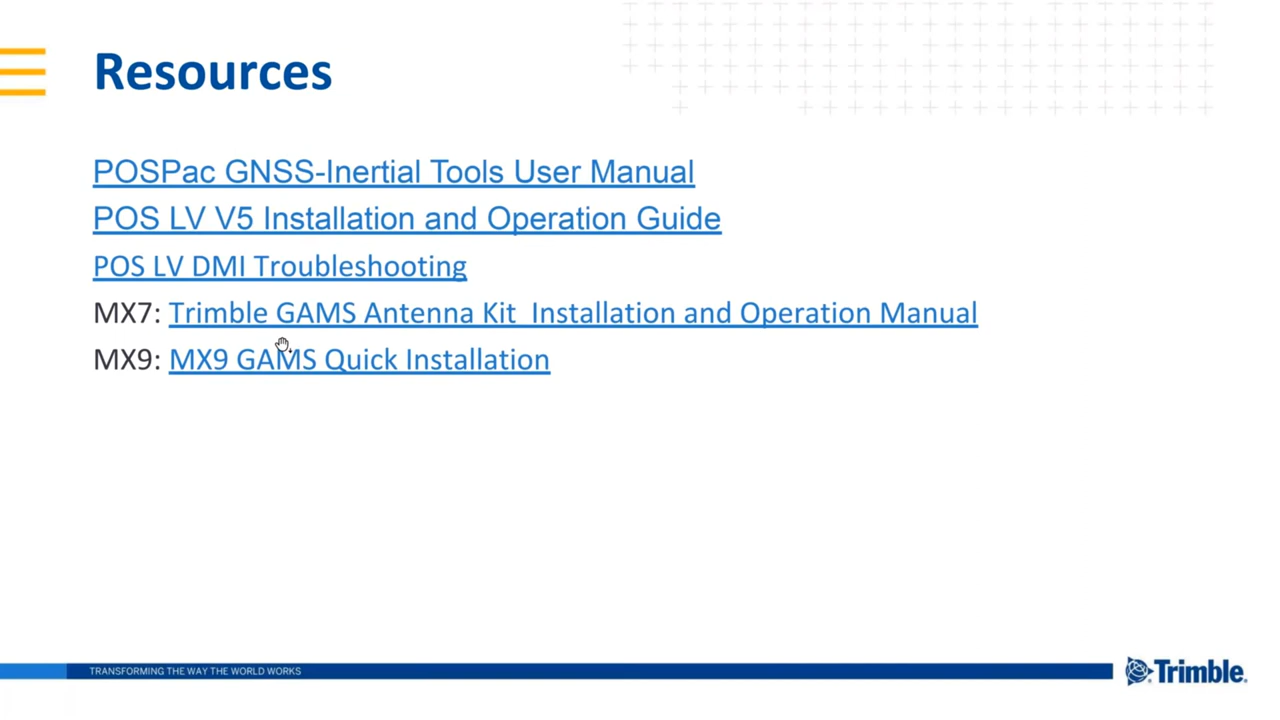 Resources
POSPac GNSS-Inertial Tools User Manual
POS LV V5 Installation and Operation Guide
POS LV DMI Troubleshooting
MX7: Trimble GAMS Antenna Kit  Installation and Operation Manual
MX9: MX9 GAMS Quick Installation
TRANSFORMING THE WAY THE WORLD WORKS
Trimble.